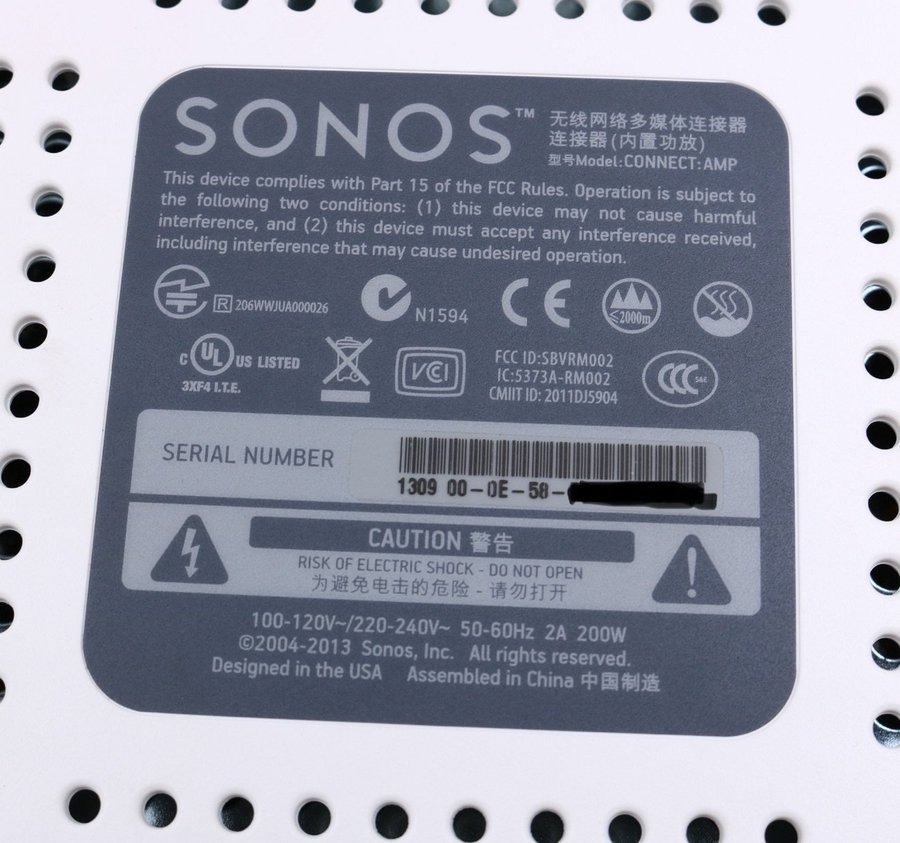 SONOS™
无线网络多媒体连接器
连接器(内置功放)
型号Model:CONNECT:AMP
This device complies with Part 15 of the FCC Rules. Operation is subject to
the following two conditions: (1) this device may not cause harmful
interference, and (2) this device must accept any interference received,
including interference that may cause undesired operation.
R 206WWJUA000026
N1594
CE
≤2000m
C UL US LISTED
3XF4 I.T.E.
VCI
FCC ID:SBVRM002
IC:5373A-RM002
CMIIT ID: 2011DJ5904
CCC S&E
SERIAL NUMBER
1309 00-0E-58-
CAUTION 警告
RISK OF ELECTRIC SHOCK - DO NOT OPEN
为避免电击的危险 - 请勿打开
100-120V~/220-240V~ 50-60Hz 2A 200W
©2004-2013 Sonos, Inc. All rights reserved.
Designed in the USA Assembled in China 中国制造